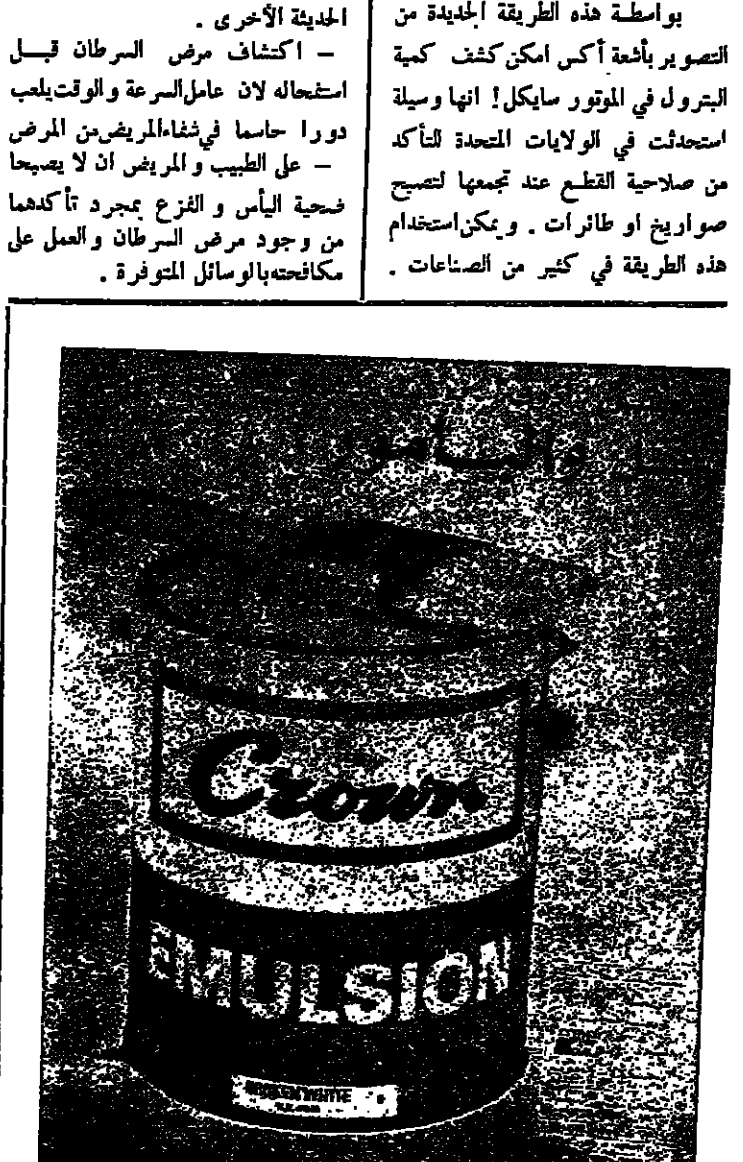 بواسطة هذه الطريقة الجديدة من
التصوير بأشعة أكس امكن كشف كمية
البترول في الموتور سايكل! انها وسيلة
استحدثت في الولايات المتحدة للتأكد
من صلاحية القطع عند تجمعها لتصبح
صواريخ او طائرات . ويمكن استخدام
هذه الطريقة في كثير من الصناعات .
الحديثة الأخرى .
– اكتشاف مرض السرطان قبل
استفحاله لان عامل السرعة والوقت يلعب
دورا حاسما في شفاء المريض من المرض
– على الطبيب و المريض ان لا يصبحا
ضحية اليأس و الفزع بمجرد تأكدهما
من وجود مرض السرطان والعمل على
مكافحته بالوسائل المتوفرة .
Crown
EMULSION